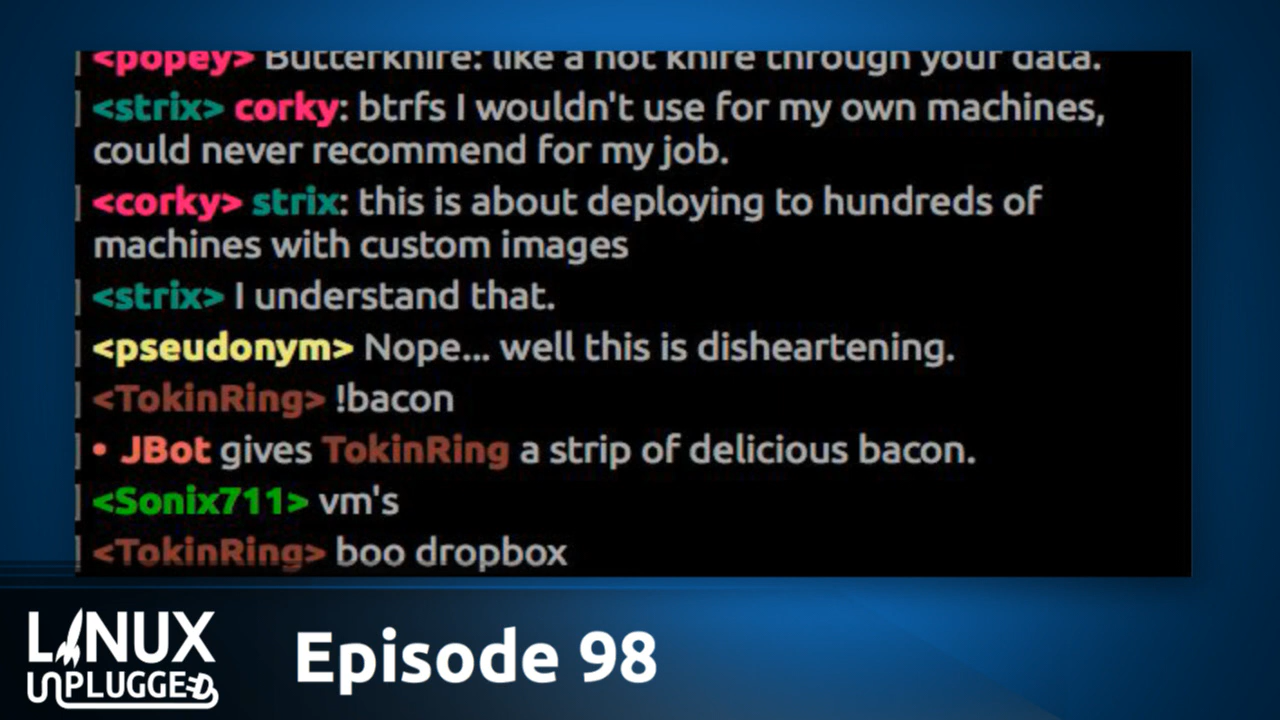 <popey> Butterknife: like a hot knife through your data.
<strix> corky: btrfs I wouldn't use for my own machines,
could never recommend for my job.
<corky> strix: this is about deploying to hundreds of
machines with custom images
<strix> I understand that.
<pseudonym> Nope... well this is disheartening.
<TokinRing> !bacon
• JBot gives TokinRing a strip of delicious bacon.
<Sonix711> vm's
<TokinRing> boo dropbox
LINUX
UNPLUGGED
Episode 98